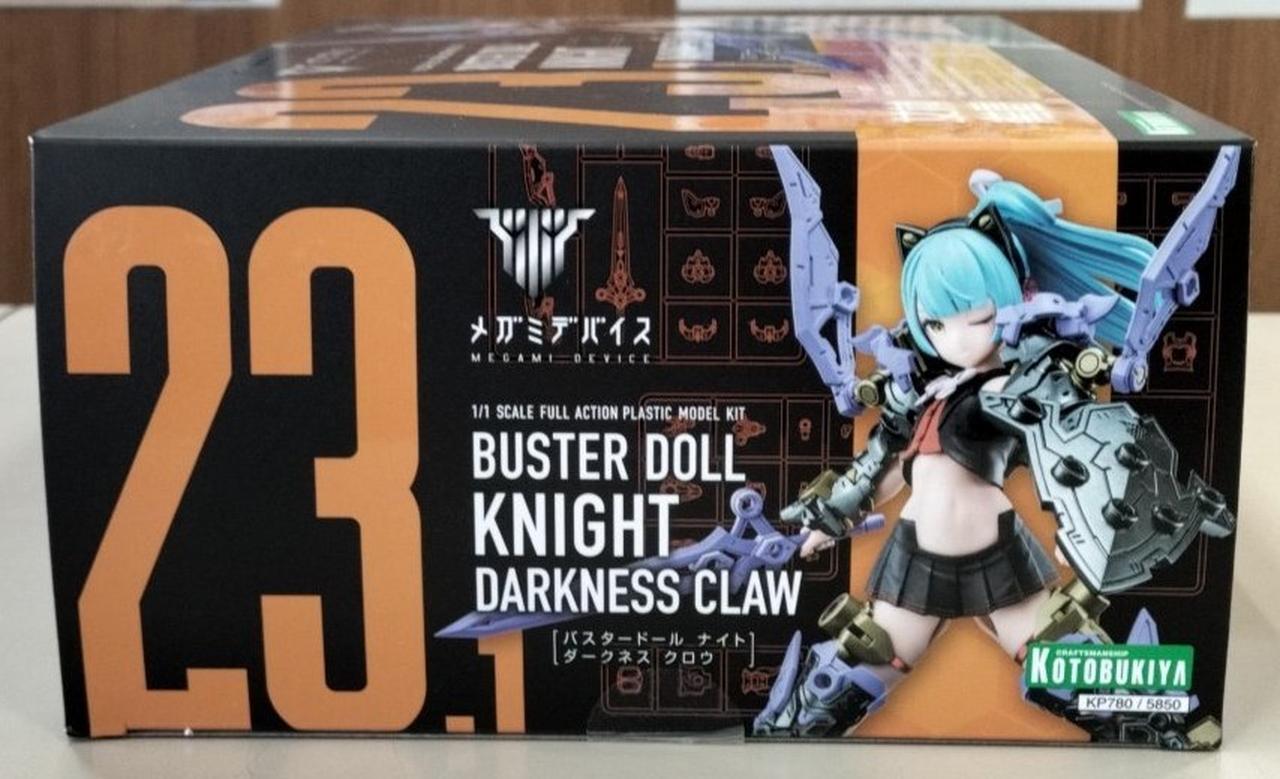 23.1
メガミデバイス
MEGAMI DEVICE
1/1 SCALE FULL ACTION PLASTIC MODEL KIT
BUSTER DOLL
KNIGHT
DARKNESS CLAW
[バスタードール ナイト
ダークネス クロウ]
CRAFTSMANSHIP
KOTOBUKIYA
KP780 / 5850